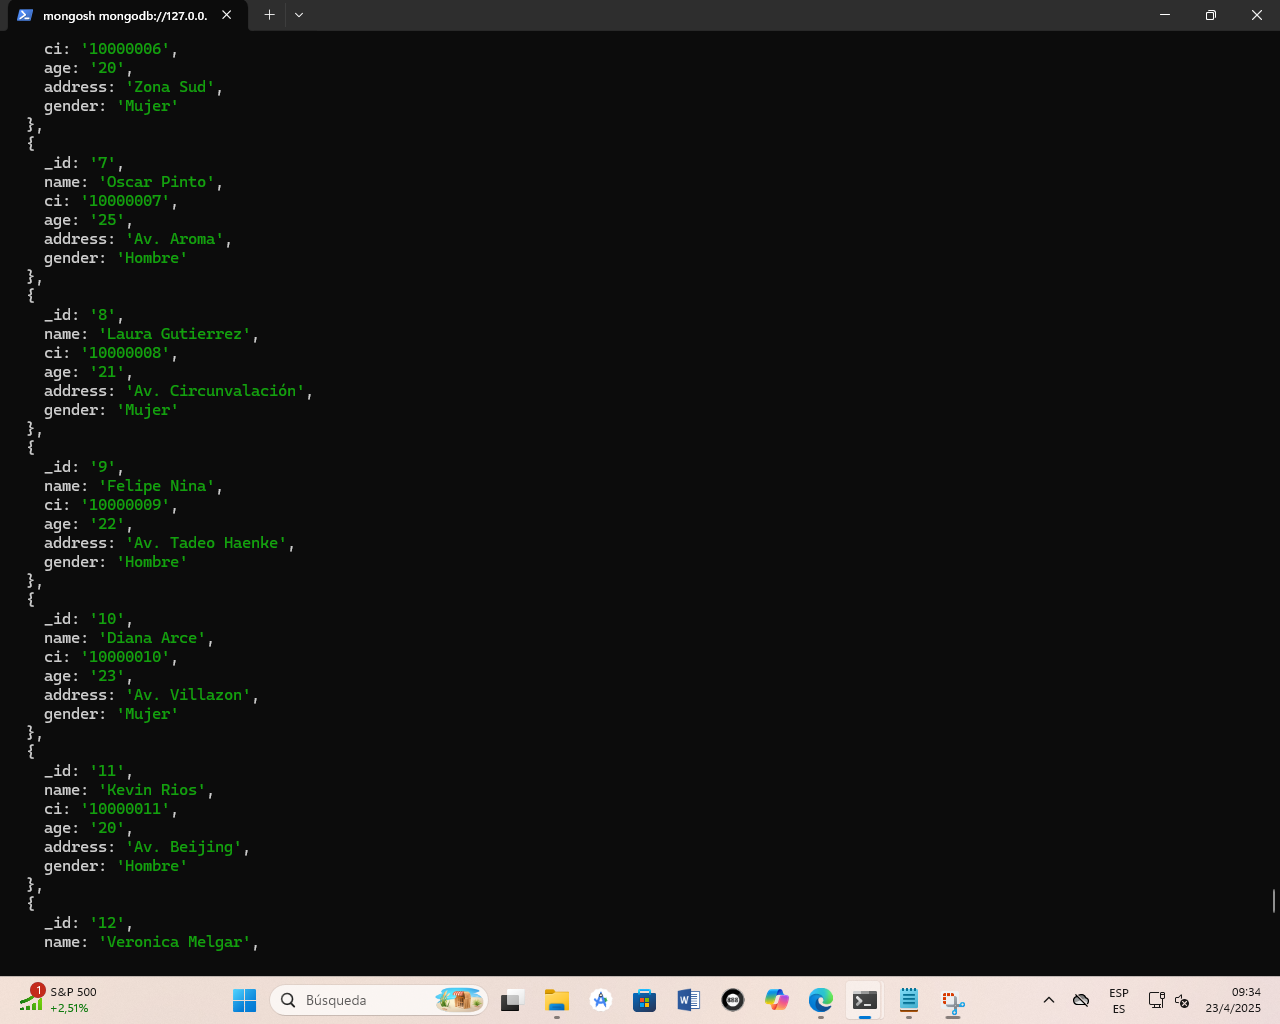 mongosh mongodb://127.0.0.
ci: '10000006',
age: '20',
address: 'Zona Sud',
gender: 'Mujer'
},
{
_id: '7',
name: 'Oscar Pinto',
ci: '10000007',
age: '25',
address: 'Av. Aroma',
gender: 'Hombre'
},
{
_id: '8',
name: 'Laura Gutierrez',
ci: '10000008',
age: '21',
address: 'Av. Circunvalación',
gender: 'Mujer'
},
{
_id: '9',
name: 'Felipe Nina',
ci: '10000009',
age: '22',
address: 'Av. Tadeo Haenke',
gender: 'Hombre'
},
{
_id: '10',
name: 'Diana Arce',
ci: '10000010',
age: '23',
address: 'Av. Villazon',
gender: 'Mujer'
},
{
_id: '11',
name: 'Kevin Rios',
ci: '10000011',
age: '20',
address: 'Av. Beijing',
gender: 'Hombre'
},
{
_id: '12',
name: 'Veronica Melgar',
1
S&P 500
+2,51%
Búsqueda
ESP
ES
09:34
23/4/2025